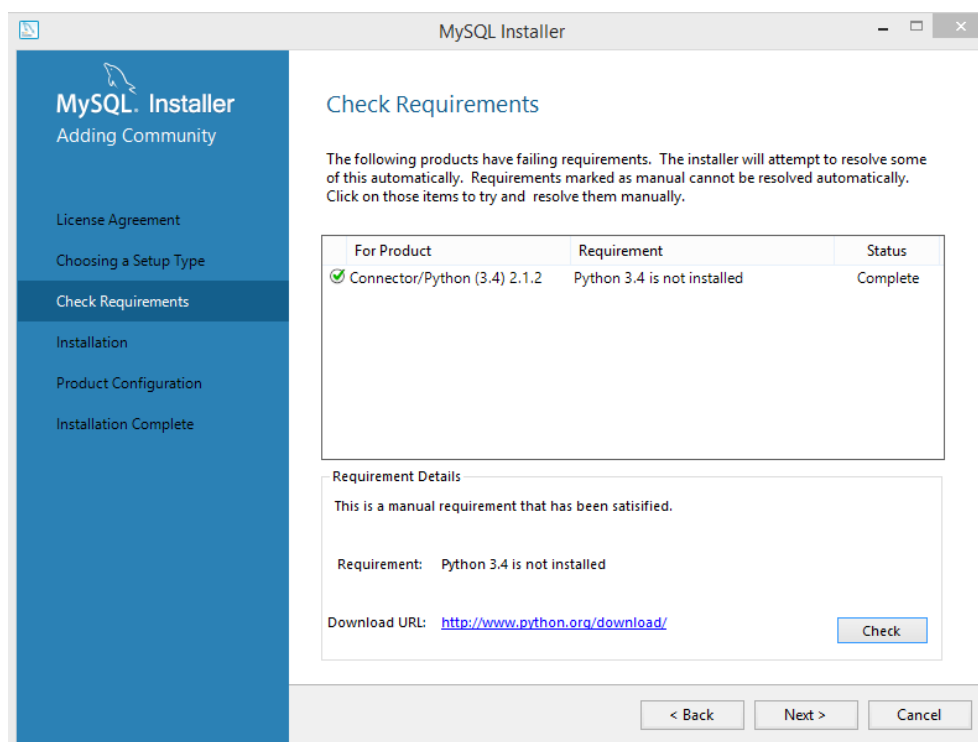 MySQL Installer
MySQL. Installer
Adding Community
License Agreement
Choosing a Setup Type
Check Requirements
Installation
Product Configuration
Installation Complete
Check Requirements
The following products have failing requirements. The installer will attempt to resolve some
of this automatically. Requirements marked as manual cannot be resolved automatically.
Click on those items to try and resolve them manually.
For Product Requirement Status
Connector/Python (3.4) 2.1.2 Python 3.4 is not installed Complete
Requirement Details
This is a manual requirement that has been satisified.
Requirement: Python 3.4 is not installed
Download URL: http://www.python.org/download/
Check
< Back Next > Cancel